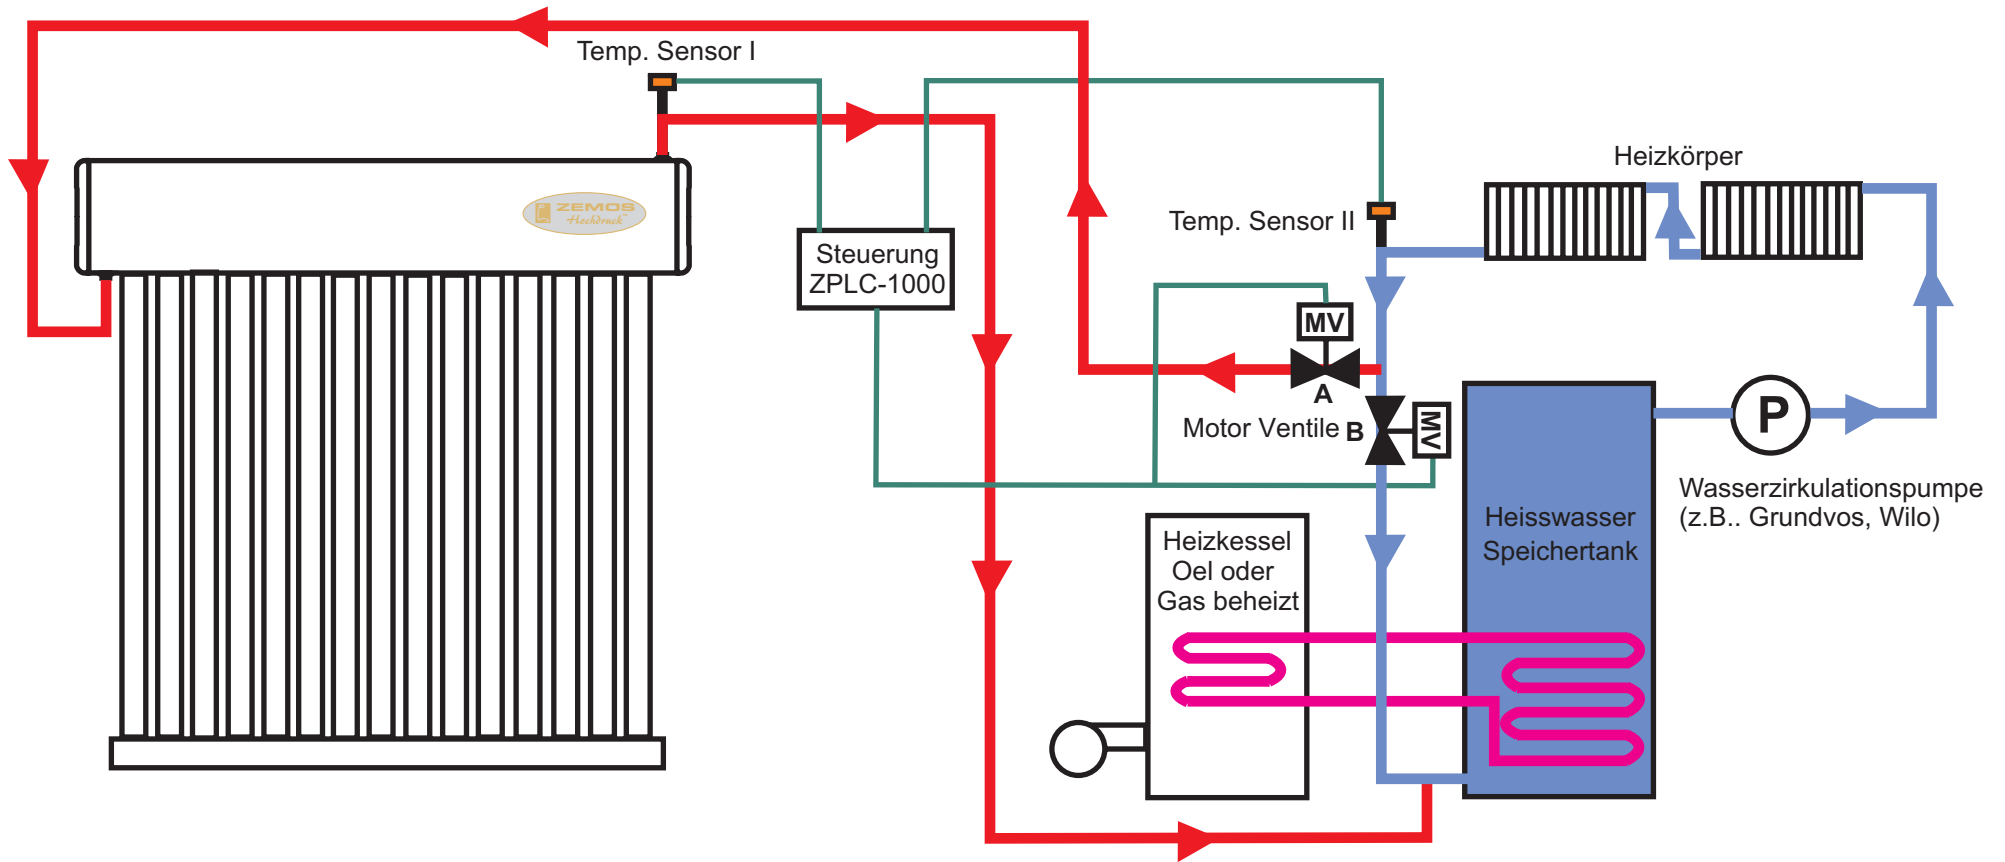 Temp. Sensor I
ZEMOS
Hochdruck™
Steuerung
ZPLC-1000
Temp. Sensor II
Heizkörper
MV
A
Motor Ventile
B
MV
P
Wasserzirkulationspumpe
(z.B.. Grundvos, Wilo)
Heizkessel
Oel oder
Gas beheizt
Heisswasser
Speichertank